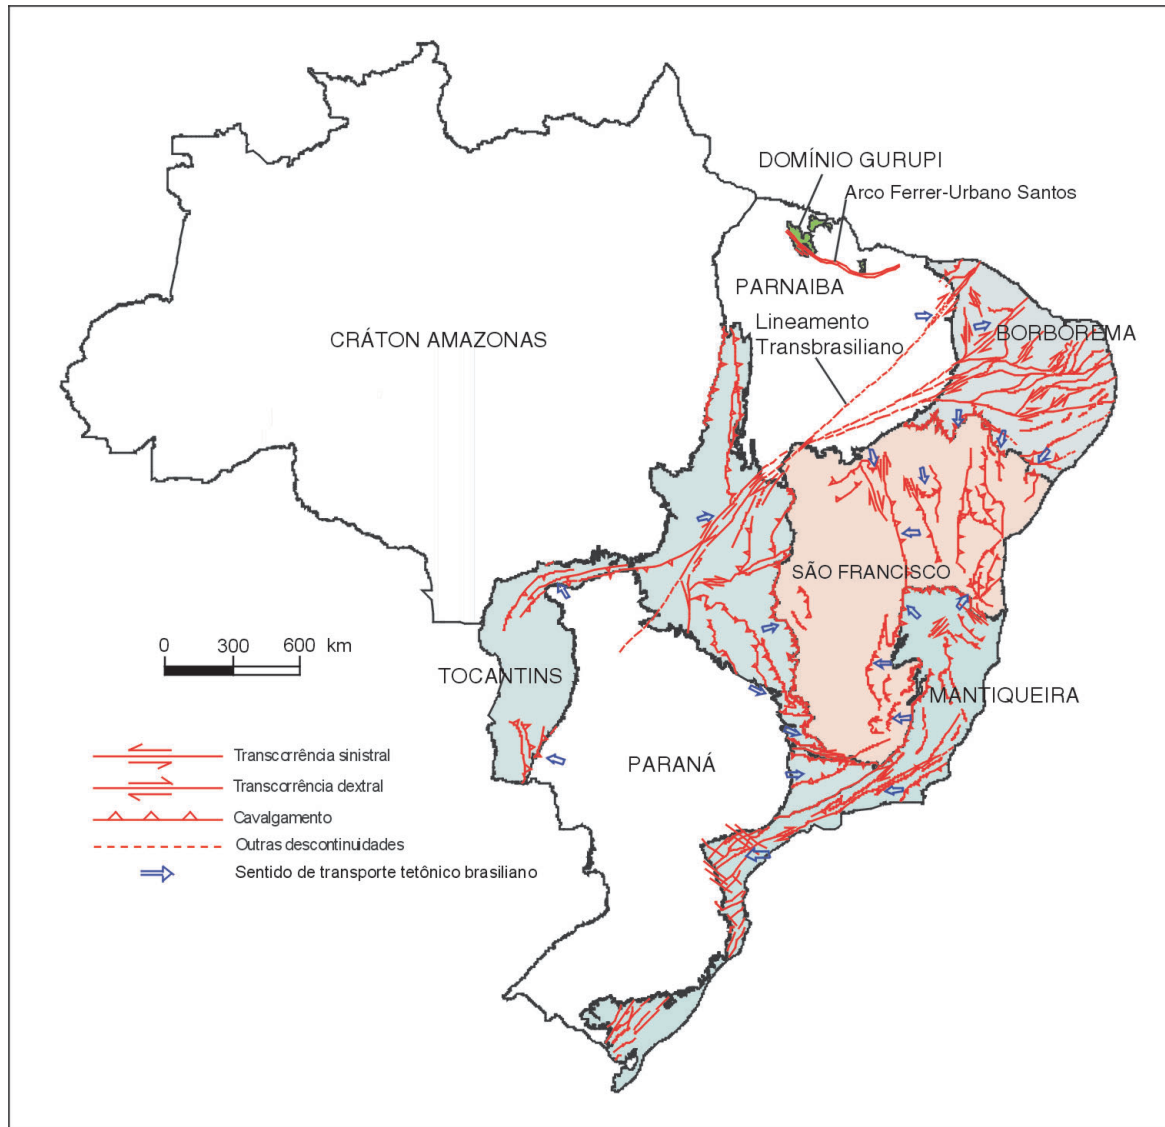 DOMÍNIO GURUPI
Arco Ferrer-Urbano Santos
PARNAIBA
Lineamento
Transbrasiliano
BORBOREMA
CRÁTON AMAZONAS
SÃO FRANCISCO
0 300 600 km
TOCANTINS
MANTIQUEIRA
PARANÁ
Transcorrência sinistral
Transcorrência dextral
Cavalgamento
Outras descontinuidades
Sentido de transporte tetônico brasiliano